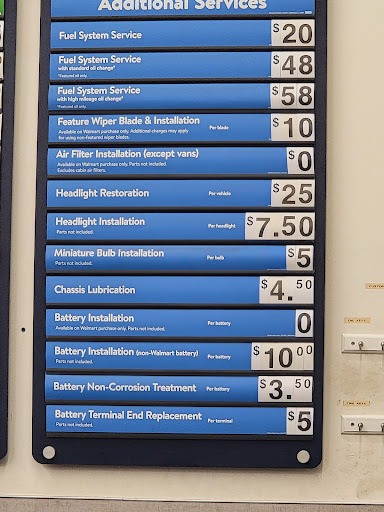 Additional Services
Fuel System Service $20
Fuel System Service
with standard oil change*
*Featured oil only. $48
Fuel System Service
with high mileage oil change*
*Featured oil only. $58
Feature Wiper Blade & Installation
Available on Walmart purchase only. Additional charges may apply
for using non-featured wiper blades. Per blade $10
Air Filter Installation (except vans)
Available on Walmart purchase only. Parts not included.
Excludes cabin air filters. $0
Headlight Restoration Per vehicle $25
Headlight Installation
Parts not included. Per headlight $7.50
Miniature Bulb Installation
Parts not included. Per bulb $5
Chassis Lubrication $4.50
Battery Installation
Available on Walmart purchase only. Per battery 0
Battery Installation (non-Walmart battery)
Parts not included. Per battery $10 00
Battery Non-Corrosion Treatment Per battery $3.50
Battery Terminal End Replacement
Parts not included. Per terminal $5